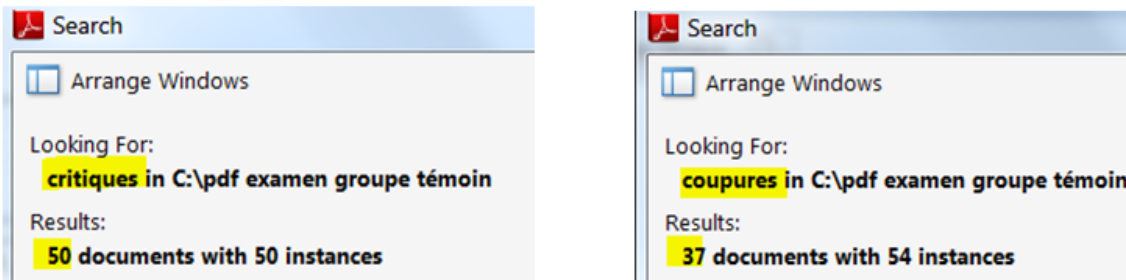 Search
Arrange Windows
Looking For:
critiques in C:\pdf examen groupe témoin
Results:
50 documents with 50 instances
Search
Arrange Windows
Looking For:
coupures in C:\pdf examen groupe témoin
Results:
37 documents with 54 instances